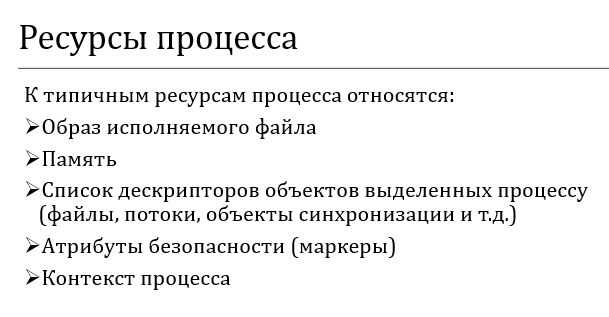 Ресурсы процесса
К типичным ресурсам процесса относятся:
➢Образ исполняемого файла
➢Память
➢Список дескрипторов объектов выделенных процессу
(файлы, потоки, объекты синхронизации и т.д.)
➢Атрибуты безопасности (маркеры)
➢Контекст процесса